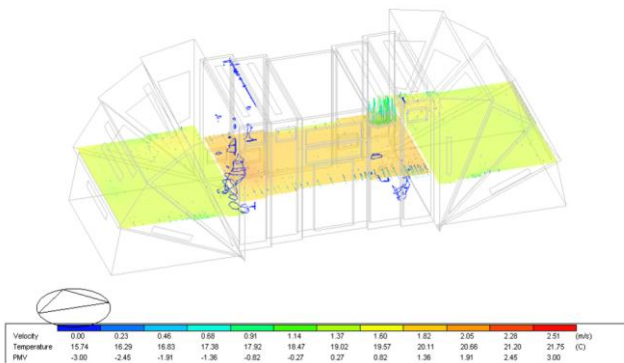 Velocity 0.00 0.23 0.46 0.68 0.91 1.14 1.37 1.60 1.82 2.05 2.28 2.51 (m/s)
Temperature 15.74 16.29 16.83 17.38 17.92 18.47 19.02 19.57 20.11 20.66 21.20 21.75 (C)
PMV -3.00 -2.45 -1.91 -1.36 -0.82 -0.27 0.27 0.82 1.36 1.91 2.45 3.00